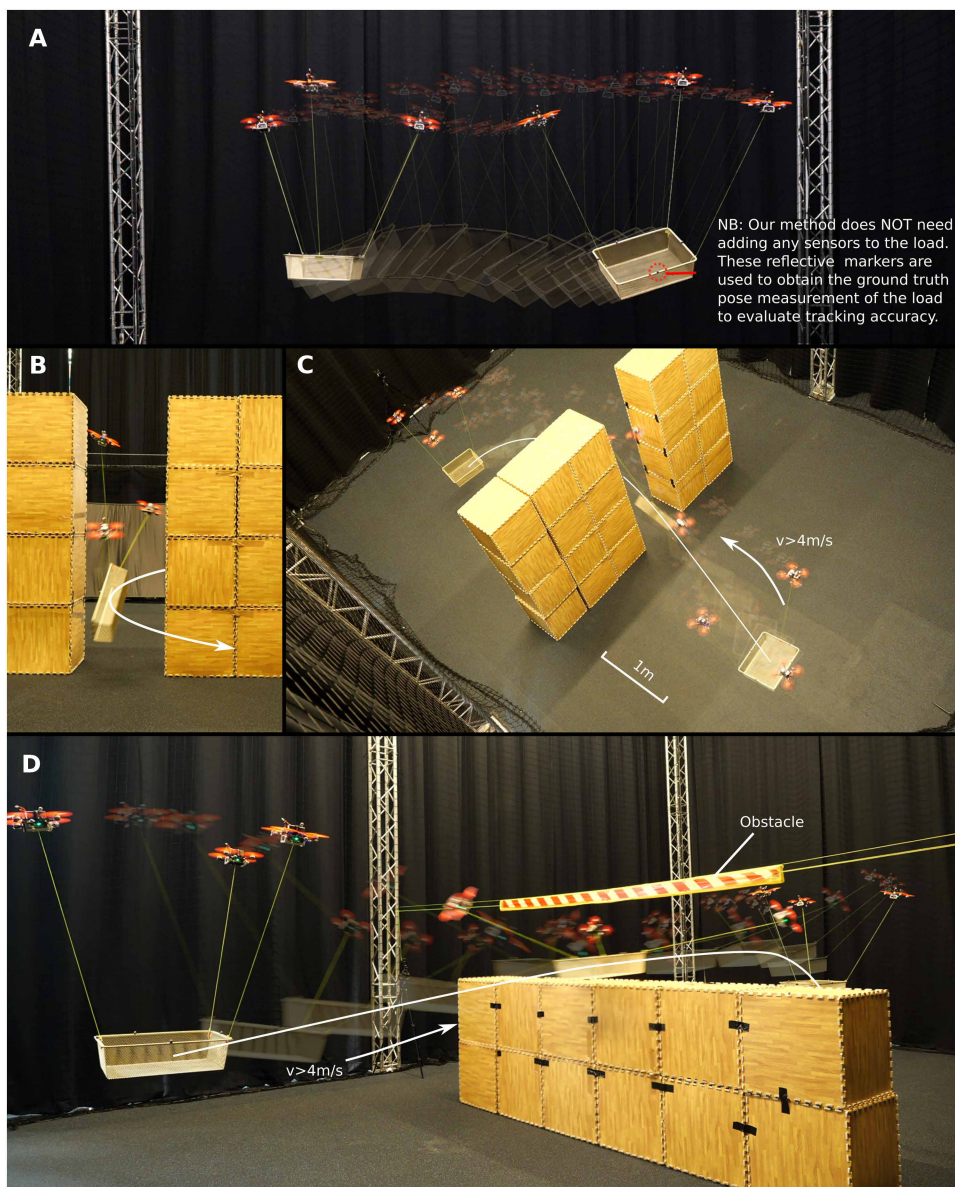 A
NB: Our method does NOT need
adding any sensors to the load.
These reflective markers are
used to obtain the ground truth
pose measurement of the load
to evaluate tracking accuracy.
B
C
v>4m/s
1m
D
Obstacle
v>4m/s